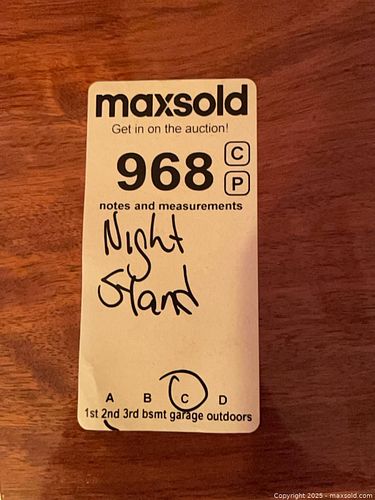 maxsold
Get in on the auction!
968 C
P
notes and measurements
Night
Stand
A B C D
1st 2nd 3rd bsmt garage outdoors
Copyright 2025 - maxsold.com